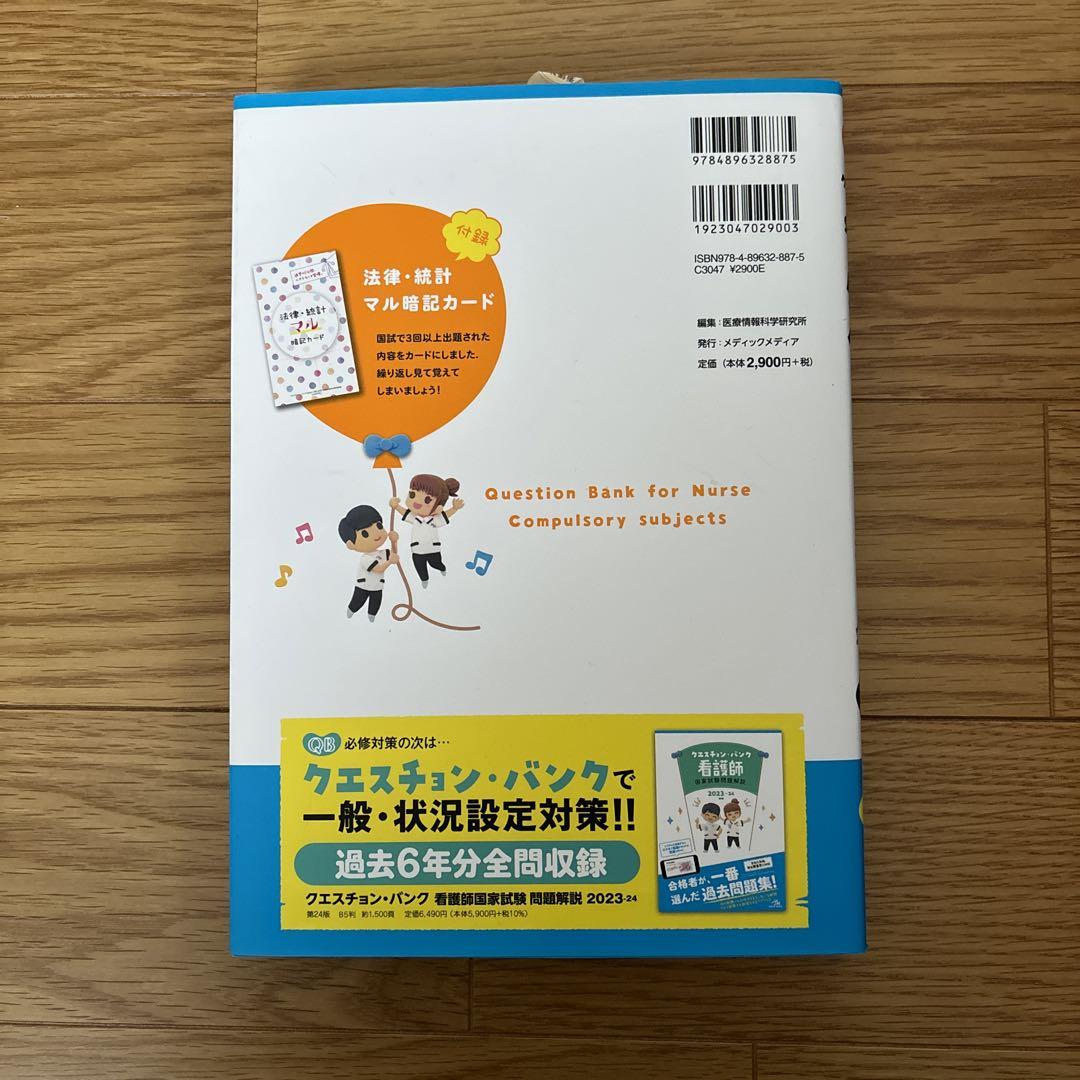 9784896328875
1923047029003
ISBN978-4-89632-887-5
C3047 ¥2900E
編集：医療情報科学研究所
発行：メディックメディア
定価（本体2,900円+税）
付録
法律・統計
マル暗記カード
国試で3回以上出題された
内容をカードにしました．
繰り返し見て覚えて
しまいましょう！
法律・統計
マル
暗記カード
Question Bank for Nurse
Compulsory subjects
QB 必修対策の次は…
クエスチョン・バンクで
一般・状況設定対策!!
過去6年分全問収録
クエスチョン・バンク 看護師国家試験 問題解説 2023-24
第24版 B5判 約1,500頁 定価6,490円（本体5,900円+税10%）
クエスチョン・バンク
看護師
国家試験問題解説
2023-24
合格者が、一番
選んだ過去問題集！